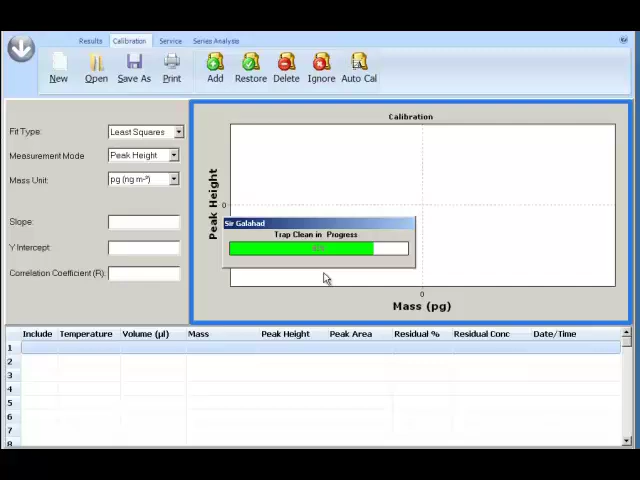 Results Calibration Service Series Analysis
New Open Save As Print Add Restore Delete Ignore Auto Cal
Fit Type: Least Squares
Measurement Mode Peak Height
Mass Unit: pg (ng m-³)
Slope:
Y Intercept:
Correlation Coefficient (R):
Calibration
Peak Height
0
Sir Galahad
Trap Clean in Progress
0
Mass (pg)
Include Temperature Volume (µl) Mass Peak Height Peak Area Residual % Residual Conc Date/Time
1
2
3
4
5
6
7
8